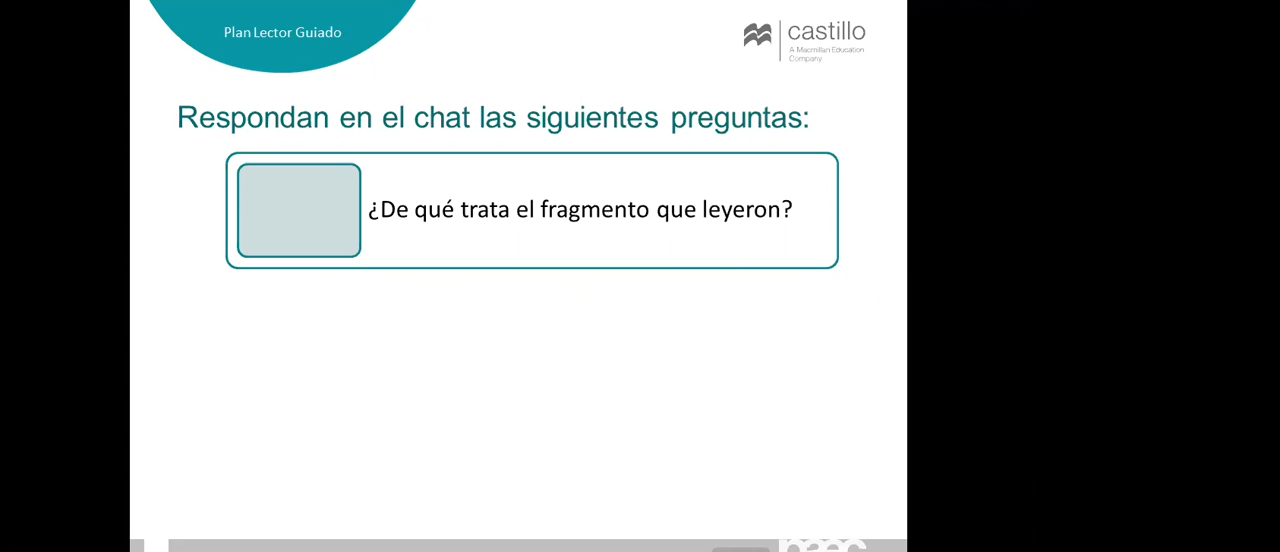 Plan Lector Guiado
castillo
A Macmillan Education
Company
Respondan en el chat las siguientes preguntas:
¿De qué trata el fragmento que leyeron?